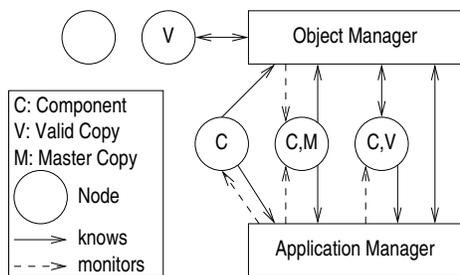 V
Object Manager
C: Component
V: Valid Copy
M: Master Copy
Node
knows
monitors
C
C,M
C,V
Application Manager